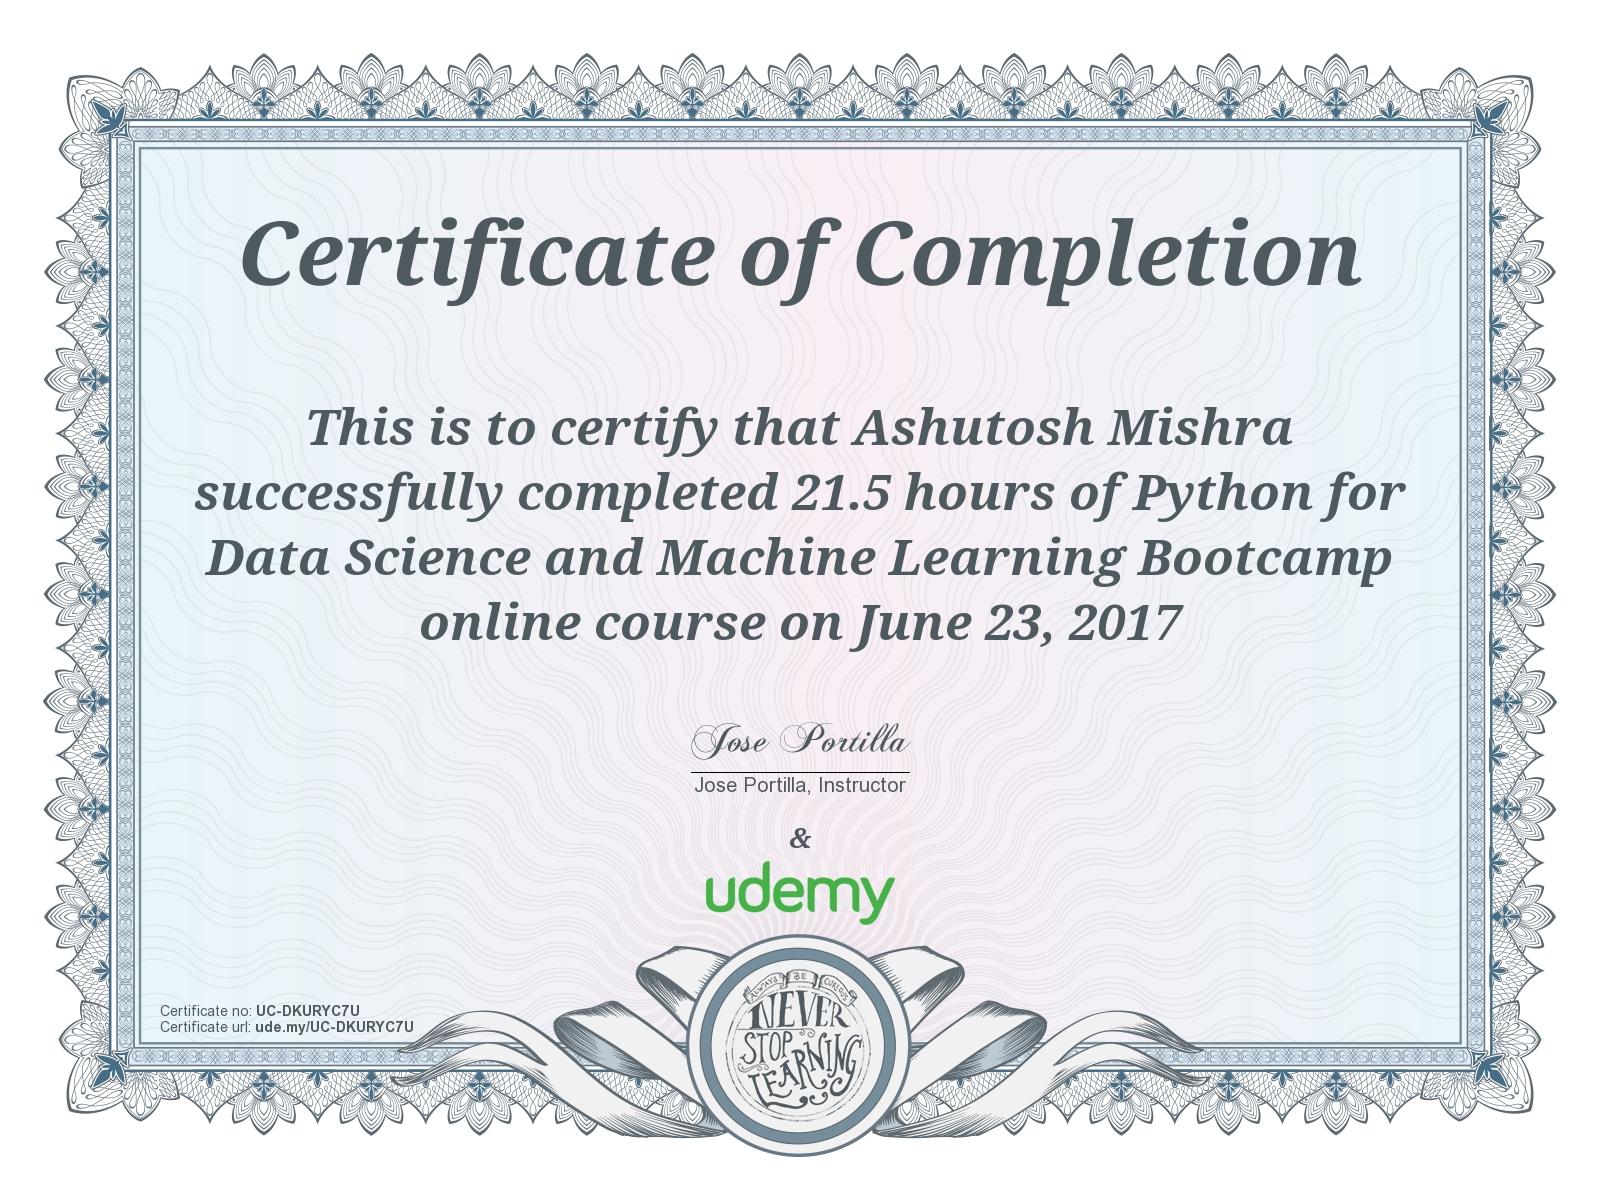 Certificate of Completion
This is to certify that Ashutosh Mishra
successfully completed 21.5 hours of Python for
Data Science and Machine Learning Bootcamp
online course on June 23, 2017
Jose Portilla
Jose Portilla, Instructor
&
udemy
Certificate no: UC-DKURYC7U
Certificate url: ude.my/UC-DKURYC7U
ALWAYS BE CURIOUS
NEVER
STOP
LEARNING